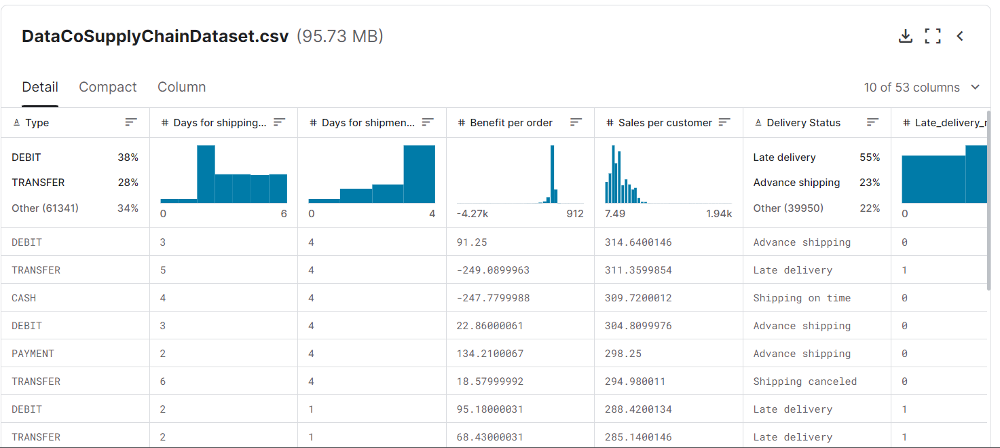 DataCoSupplyChainDataset.csv (95.73 MB)
Detail Compact Column 10 of 53 columns
A Type # Days for shipping... # Days for shipmen... # Benefit per order # Sales per customer A Delivery Status # Late_delivery_r
DEBIT 38% Late delivery 55%
TRANSFER 28% Advance shipping 23%
Other (61341) 34% Other (39950) 22%
0 6 0 4 -4.27k 912 7.49 1.94k 0
DEBIT 3 4 91.25 314.6400146 Advance shipping 0
TRANSFER 5 4 -249.0899963 311.3599854 Late delivery 1
CASH 4 4 -247.7799988 309.7200012 Shipping on time 0
DEBIT 3 4 22.86000061 304.8099976 Advance shipping 0
PAYMENT 2 4 134.2100067 298.25 Advance shipping 0
TRANSFER 6 4 18.57999992 294.980011 Shipping canceled 0
DEBIT 2 1 95.18000031 288.4200134 Late delivery 1
TRANSFER 2 1 68.43000031 285.1400146 Late delivery 1